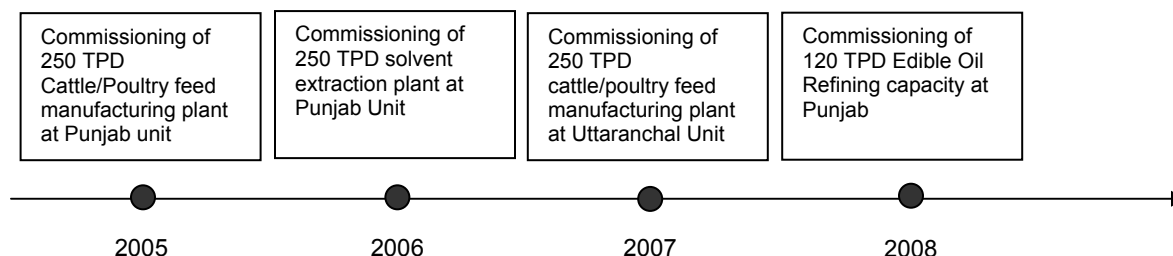 Commissioning of
250 TPD
Cattle/Poultry feed
manufacturing plant
at Punjab unit
Commissioning of
250 TPD solvent
extraction plant at
Punjab Unit
Commissioning of
250 TPD
cattle/poultry feed
manufacturing plant
at Uttaranchal Unit
Commissioning of
120 TPD Edible Oil
Refining capacity at
Punjab
2005
2006
2007
2008